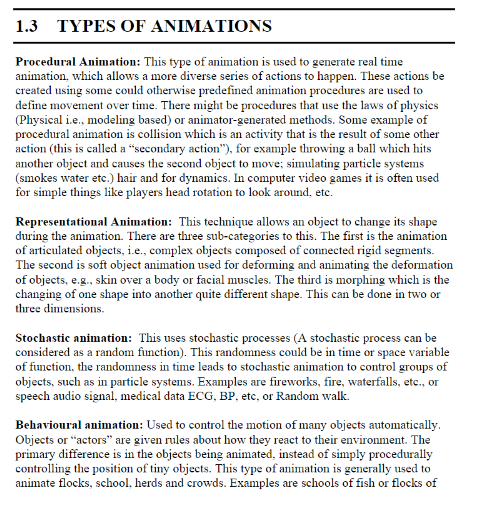 1.3 TYPES OF ANIMATIONS
Procedural Animation: This type of animation is used to generate real time
animation, which allows a more diverse series of actions to happen. These actions be
created using some could otherwise predefined animation procedures are used to
define movement over time. There might be procedures that use the laws of physics
(Physical i.e., modeling based) or animator-generated methods. Some example of
procedural animation is collision which is an activity that is the result of some other
action (this is called a “secondary action”), for example throwing a ball which hits
another object and causes the second object to move; simulating particle systems
(smokes water etc.) hair and for dynamics. In computer video games it is often used
for simple things like players head rotation to look around, etc.
Representational Animation: This technique allows an object to change its shape
during the animation. There are three sub-categories to this. The first is the animation
of articulated objects, i.e., complex objects composed of connected rigid segments.
The second is soft object animation used for deforming and animating the deformation
of objects, e.g., skin over a body or facial muscles. The third is morphing which is the
changing of one shape into another quite different shape. This can be done in two or
three dimensions.
Stochastic animation: This uses stochastic processes (A stochastic process can be
considered as a random function). This randomness could be in time or space variable
of function, the randomness in time leads to stochastic animation to control groups of
objects, such as in particle systems. Examples are fireworks, fire, waterfalls, etc., or
speech audio signal, medical data ECG, BP, etc, or Random walk.
Behavioural animation: Used to control the motion of many objects automatically.
Objects or “actors” are given rules about how they react to their environment. The
primary difference is in the objects being animated, instead of simply procedurally
controlling the position of tiny objects. This type of animation is generally used to
animate flocks, school, herds and crowds. Examples are schools of fish or flocks of